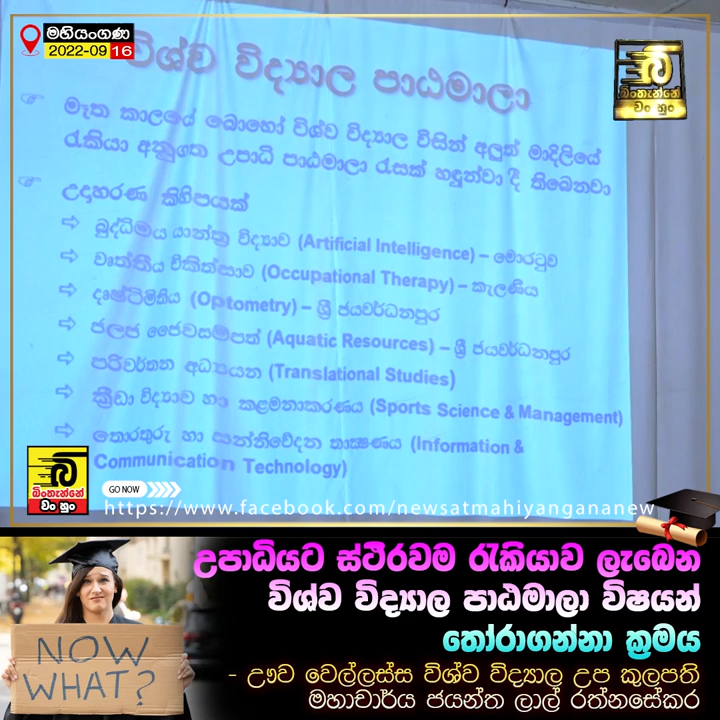 මහියංගණ
2022-09 16
විශ්ව විද්‍යාල පාඨමාලා
මෑත කාලයේ බොහෝ විශ්ව විද්‍යාල විසින් අලුත් මාදිලියේ
රැකියා අනුගත උපාධි පාඨමාලා රැසක් හඳුන්වා දී තිබෙනවා
උදාහරණ කිහිපයක්
බුද්ධිමය යාන්ත්‍ර විද්‍යාව (Artificial Intelligence) – මොරටුව
වෘත්තීය චිකිත්සාව (Occupational Therapy) – කැලණිය
දෘෂ්ටිමිතිය (Optometry) – ශ්‍රී ජයවර්ධනපුර
ජලජ ජෛවසම්පත් (Aquatic Resources) – ශ්‍රී ජයවර්ධනපුර
පරිවර්තන අධ්‍යයන (Translational Studies)
ක්‍රීඩා විද්‍යාව හා කළමනාකරණය (Sports Science & Management)
තොරතුරු හා සන්නිවේදන තාක්ෂණය (Information &
Communication Technology)
බිංතැන්නේ
වං හුං
බිංතැන්නේ
වං හුං
GO NOW
https://www.facebook.com/newsatmahiyangananew
උපාධියට ස්ථිරවම රැකියාව ලැබෙන
විශ්ව විද්‍යාල පාඨමාලා විෂයන්
තෝරාගන්නා ක්‍රමය
- ඌව වෙල්ලස්ස විශ්ව විද්‍යාල උප කුලපති
මහාචාර්ය ජයන්ත ලාල් රත්නසේකර
NOW
WHAT?